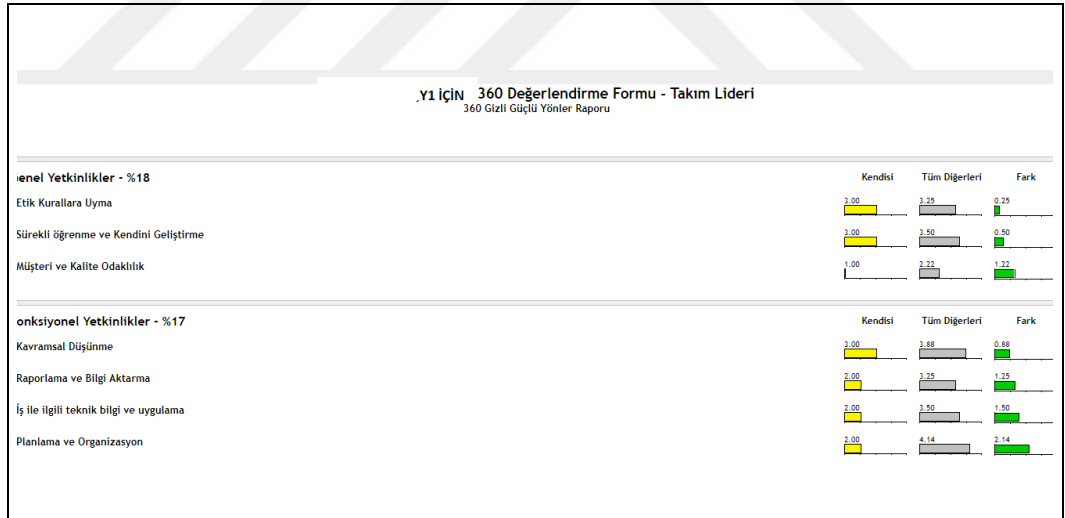 Y1 İÇİN 360 Değerlendirme Formu - Takım Lideri
360 Gizli Güçlü Yönler Raporu
enel Yetkinlikler - %18 Kendisi Tüm Diğerleri Fark
Etik Kurallara Uyma 3.00 3.25 0.25
Sürekli öğrenme ve Kendini Geliştirme 3.00 3.50 0.50
Müşteri ve Kalite Odaklılık 1.00 2.22 1.22
onksiyonel Yetkinlikler - %17 Kendisi Tüm Diğerleri Fark
Kavramsal Düşünme 3.00 3.88 0.88
Raporlama ve Bilgi Aktarma 2.00 3.25 1.25
İş ile ilgili teknik bilgi ve uygulama 2.00 3.50 1.50
Planlama ve Organizasyon 2.00 4.14 2.14